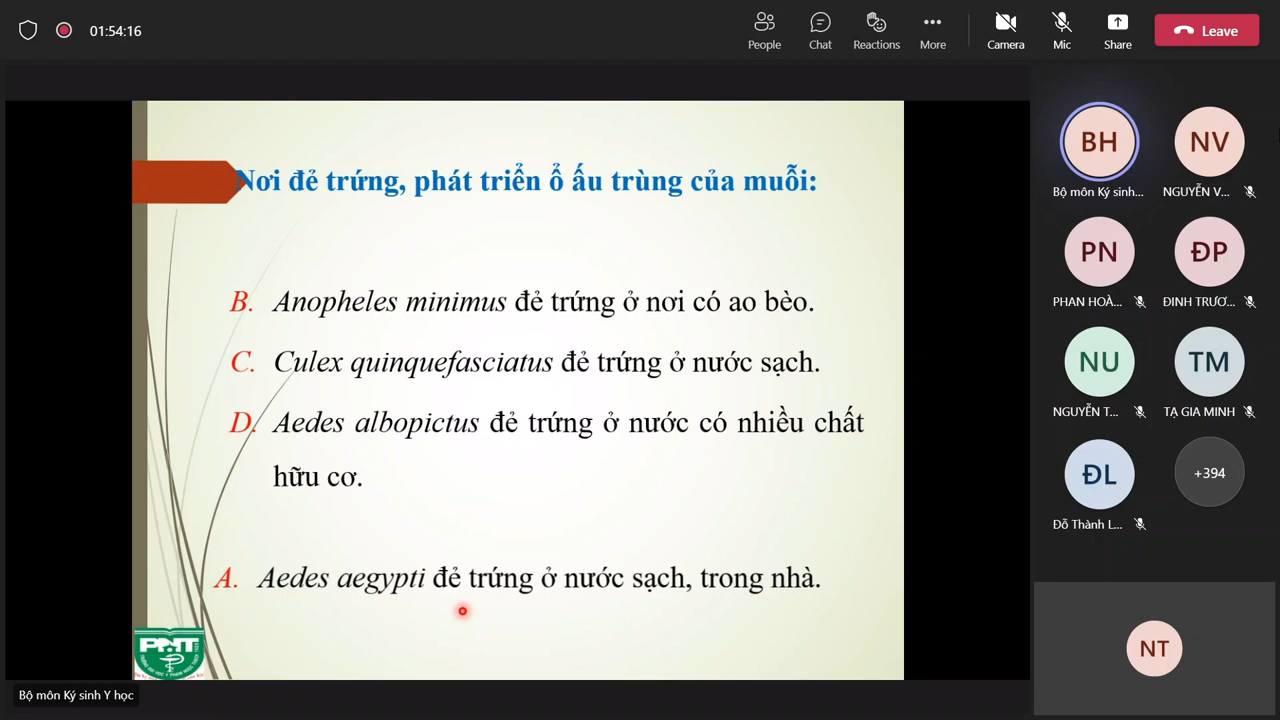 01:54:16
People
Chat
Reactions
More
Camera
Mic
Share
Leave
Nơi đẻ trứng, phát triển ổ ấu trùng của muỗi:
B. Anopheles minimus đẻ trứng ở nơi có ao bèo.
C. Culex quinquefasciatus đẻ trứng ở nước sạch.
D. Aedes albopictus đẻ trứng ở nước có nhiều chất
hữu cơ.
A. Aedes aegypti đẻ trứng ở nước sạch, trong nhà.
PNT
Bộ môn Ký sinh Y học
BH
Bộ môn Ký sinh...
NV
NGUYỄN V...
PN
PHAN HOÀ...
ĐP
ĐINH TRƯƠ...
NU
NGUYỄN T...
TM
TẠ GIA MINH
ĐL
Đỗ Thành L...
+394
NT